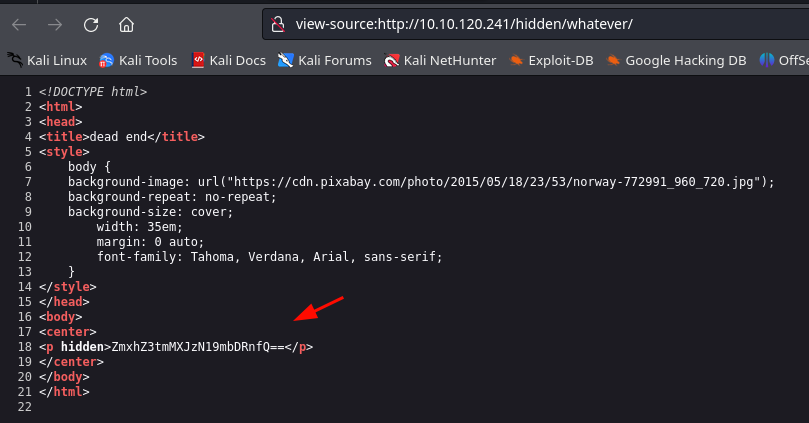 view-source:http://10.10.120.241/hidden/whatever/
Kali Linux Kali Tools Kali Docs Kali Forums Kali NetHunter Exploit-DB Google Hacking DB OffSe
1 <!DOCTYPE html>
2 <html>
3 <head>
4 <title>dead end</title>
5 <style>
6     body {
7     background-image: url("https://cdn.pixabay.com/photo/2015/05/18/23/53/norway-772991_960_720.jpg");
8     background-repeat: no-repeat;
9     background-size: cover;
10         width: 35em;
11         margin: 0 auto;
12         font-family: Tahoma, Verdana, Arial, sans-serif;
13     }
14 </style>
15 </head>
16 <body>
17 <center>
18 <p hidden>ZmxhZ3tmMXJzN19mbDRnfQ==</p>
19 </center>
20 </body>
21 </html>
22